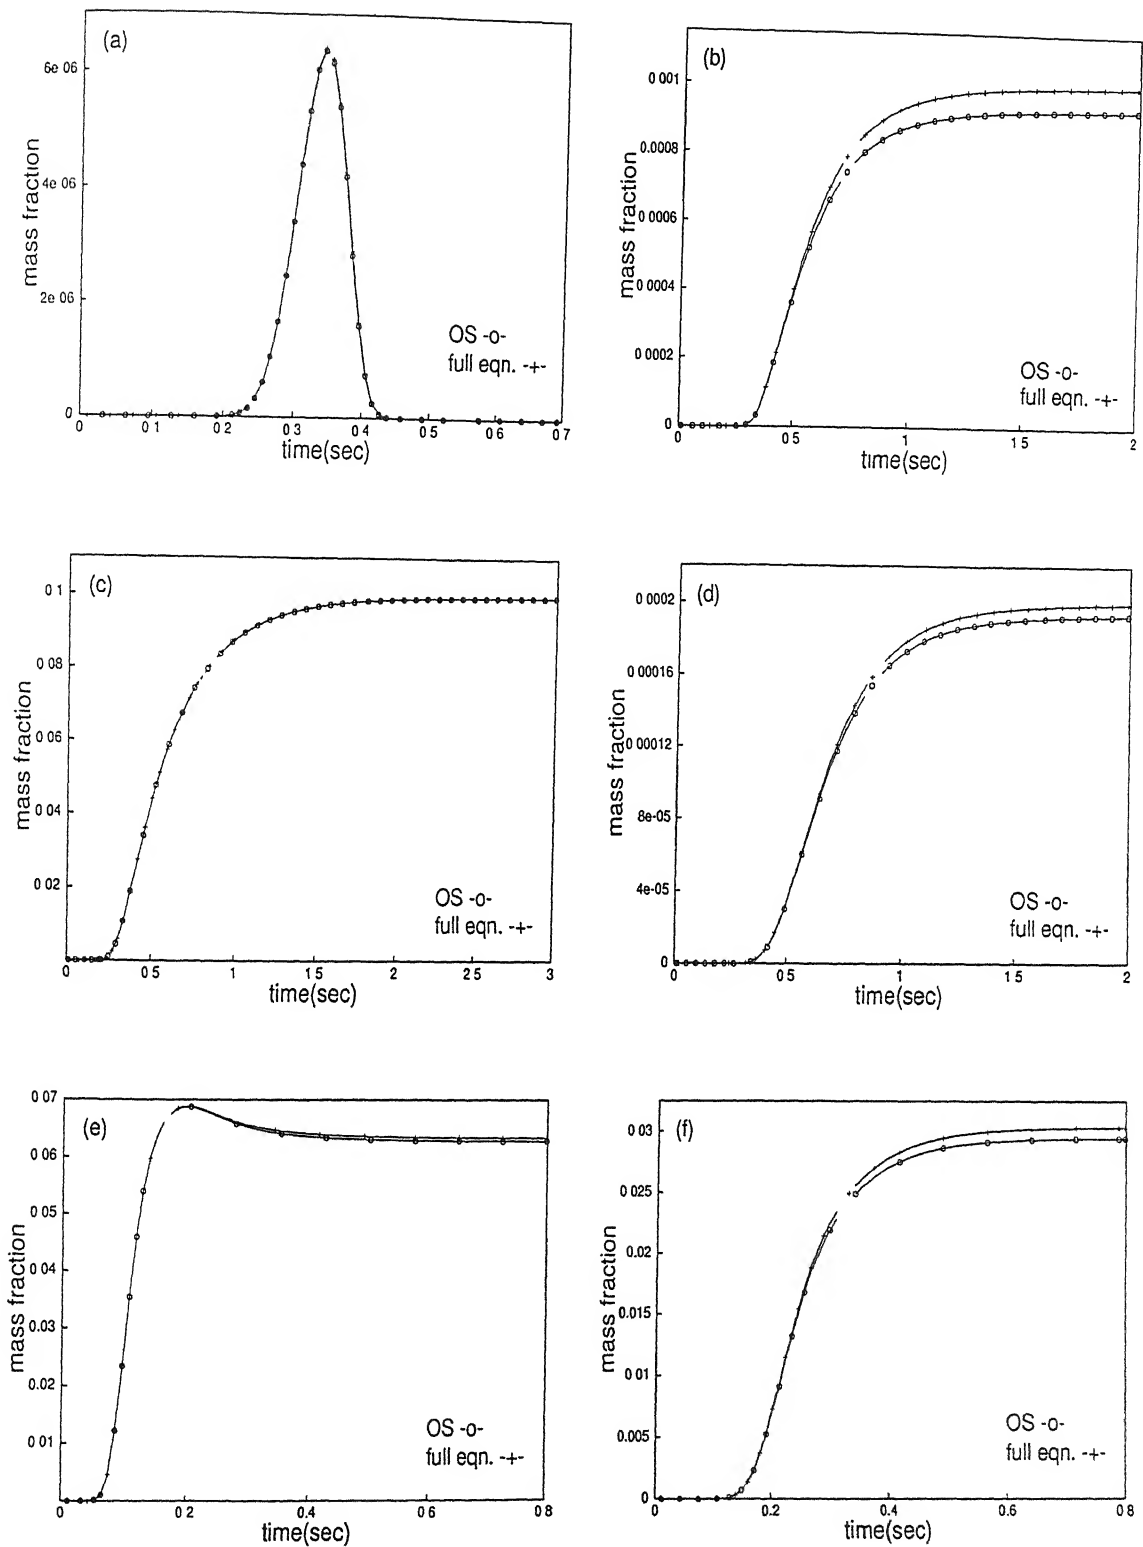 (a)
6e 06
4e 06
2e 06
0
mass fraction
OS -o-
full eqn. -+-
0 0 1 0 2 0 3 0 4 0 5 0 6 0 7
time(sec)
(b)
0 001
0 0008
0 0006
0 0004
0 0002
0
mass fraction
OS -o-
full eqn. -+-
0 0 5 1 1 5 2
time(sec)
(c)
0 1
0 08
0 06
0 04
0 02
0
mass fraction
OS -o-
full eqn. -+-
0 0 5 1 1 5 2 2 5 3
time(sec)
(d)
0 0002
0 00016
0 00012
8e-05
4e-05
0
mass fraction
OS -o-
full eqn. -+-
0 0 5 1 1 5 2
time(sec)
(e)
0 07
0 06
0 05
0 04
0.03
0.02
0 01
0
mass fraction
OS -o-
full eqn. -+-
0 0 2 0.4 0.6 0 8
time(sec)
(f)
0.03
0.025
0.02
0.015
0.01
0.005
0
mass fraction
OS -o-
full eqn. -+-
0 0.2 0.4 0.6 0.8
time(sec)